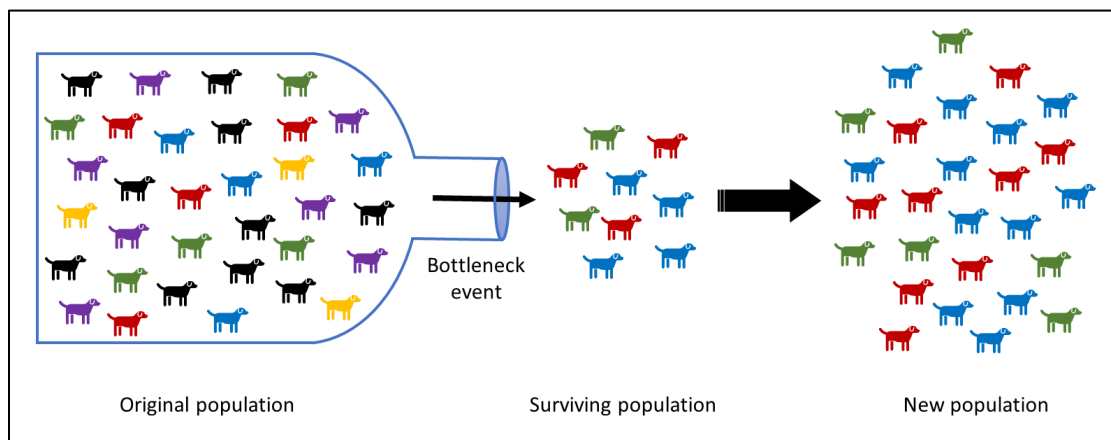 Bottleneck
event
Original population
Surviving population
New population